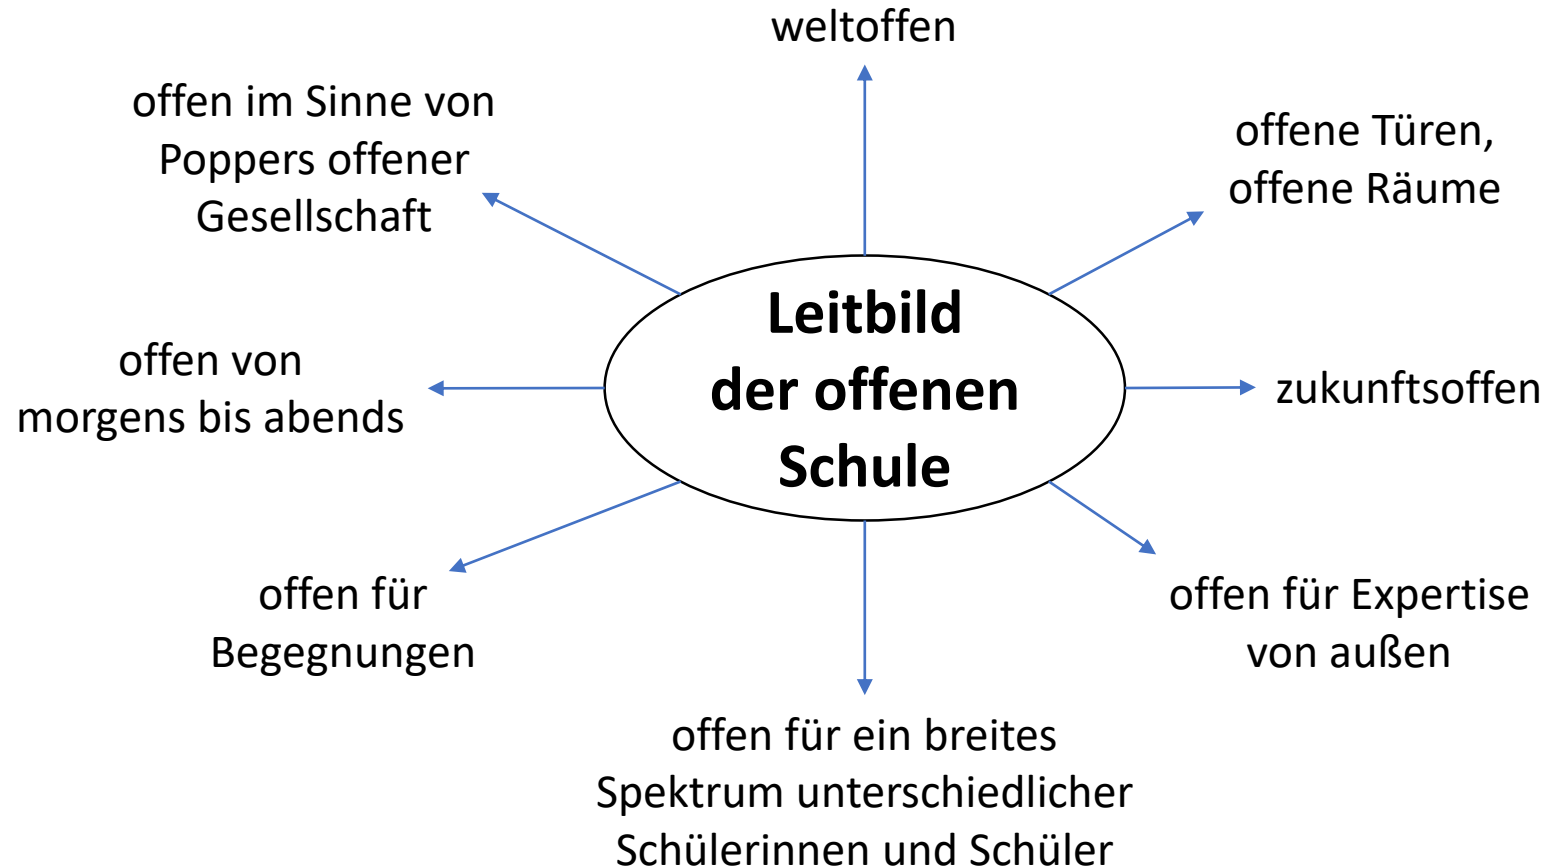 weltoffen
offen im Sinne von
Poppers offener
Gesellschaft
offene Türen,
offene Räume
Leitbild
der offenen
Schule
offen von
morgens bis abends
zukunftsoffen
offen für
Begegnungen
offen für Expertise
von außen
offen für ein breites
Spektrum unterschiedlicher
Schülerinnen und Schüler